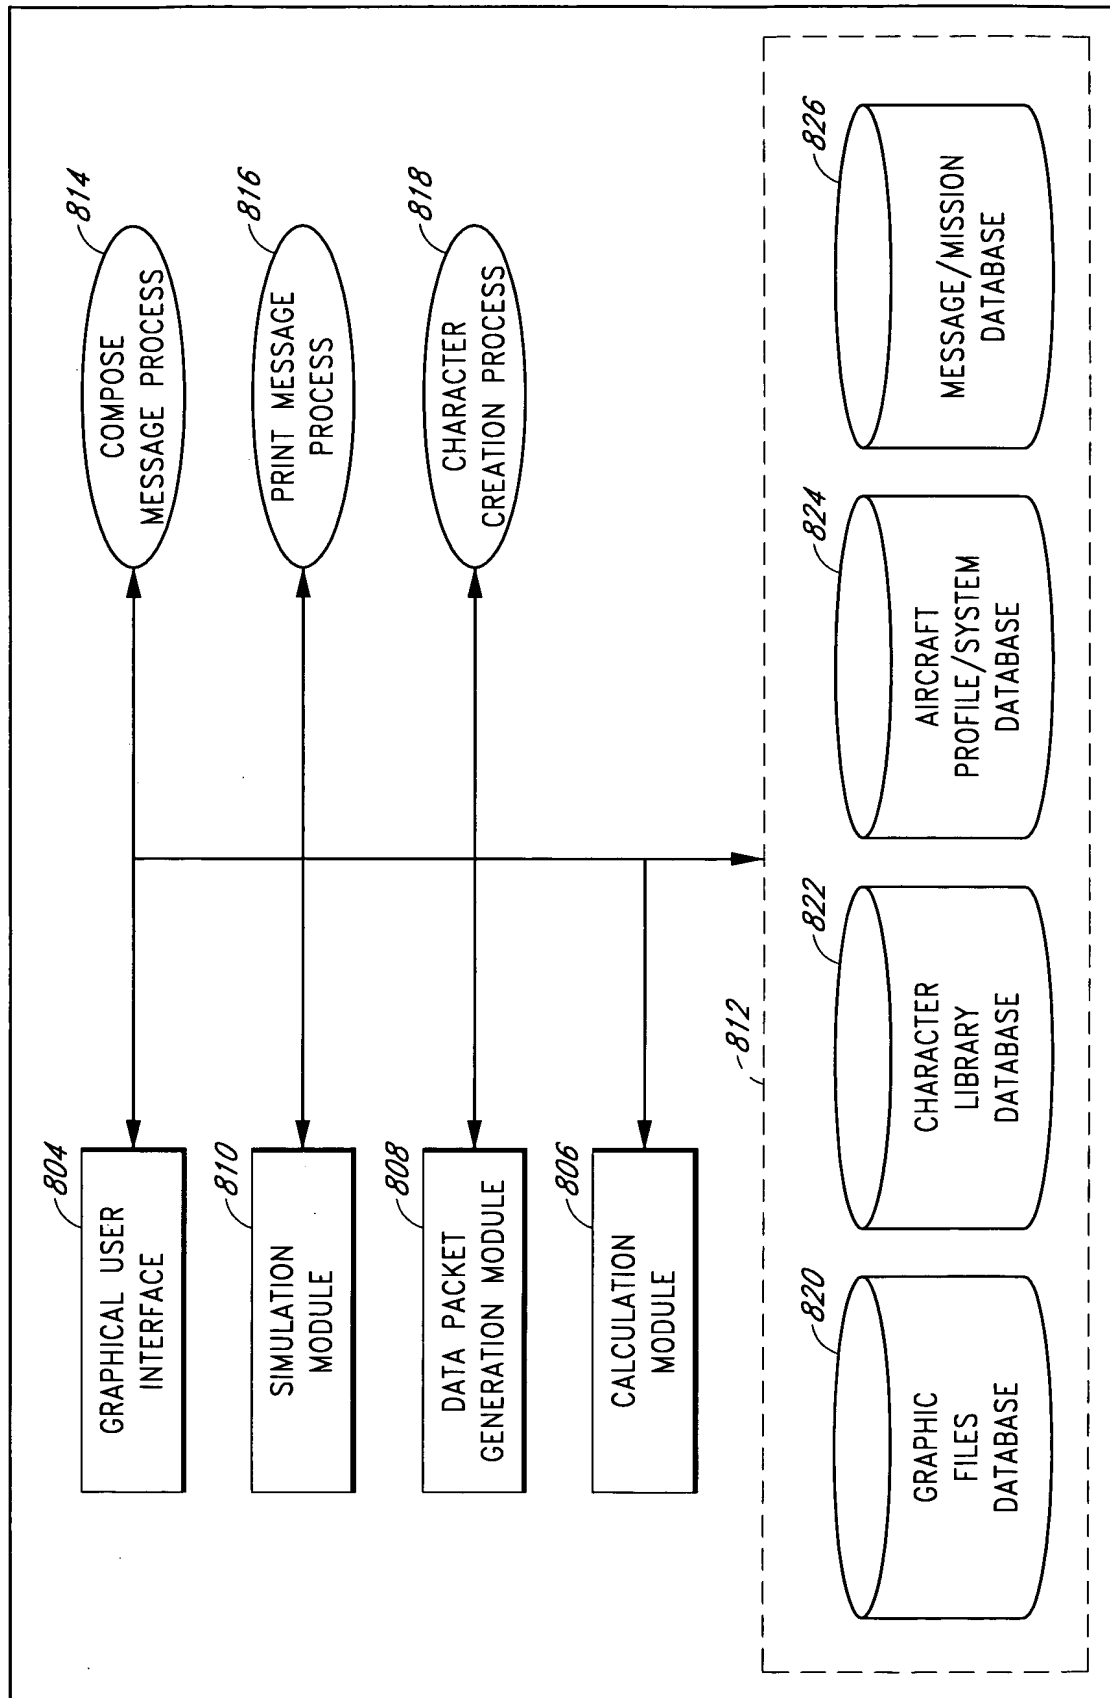 804
GRAPHICAL USER
INTERFACE
814
COMPOSE
MESSAGE PROCESS
810
SIMULATION
MODULE
816
PRINT MESSAGE
PROCESS
808
DATA PACKET
GENERATION MODULE
818
CHARACTER
CREATION PROCESS
806
CALCULATION
MODULE
812
820
GRAPHIC
FILES
DATABASE
822
CHARACTER
LIBRARY
DATABASE
824
AIRCRAFT
PROFILE/SYSTEM
DATABASE
826
MESSAGE/MISSION
DATABASE